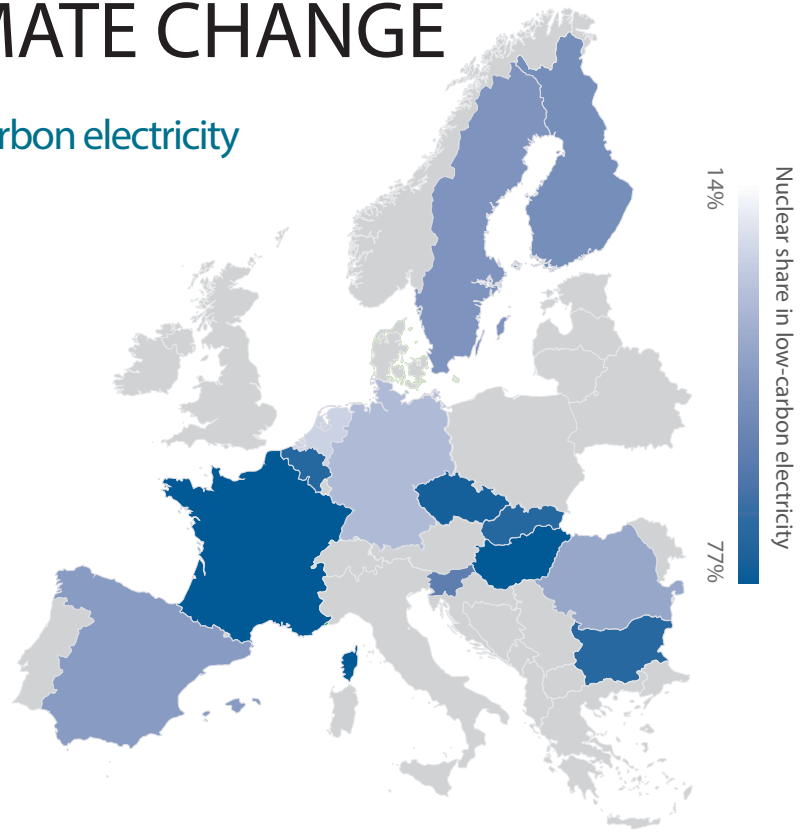 MATE CHANGE
rbon electricity
14%
Nuclear share in low-carbon electricity
77%